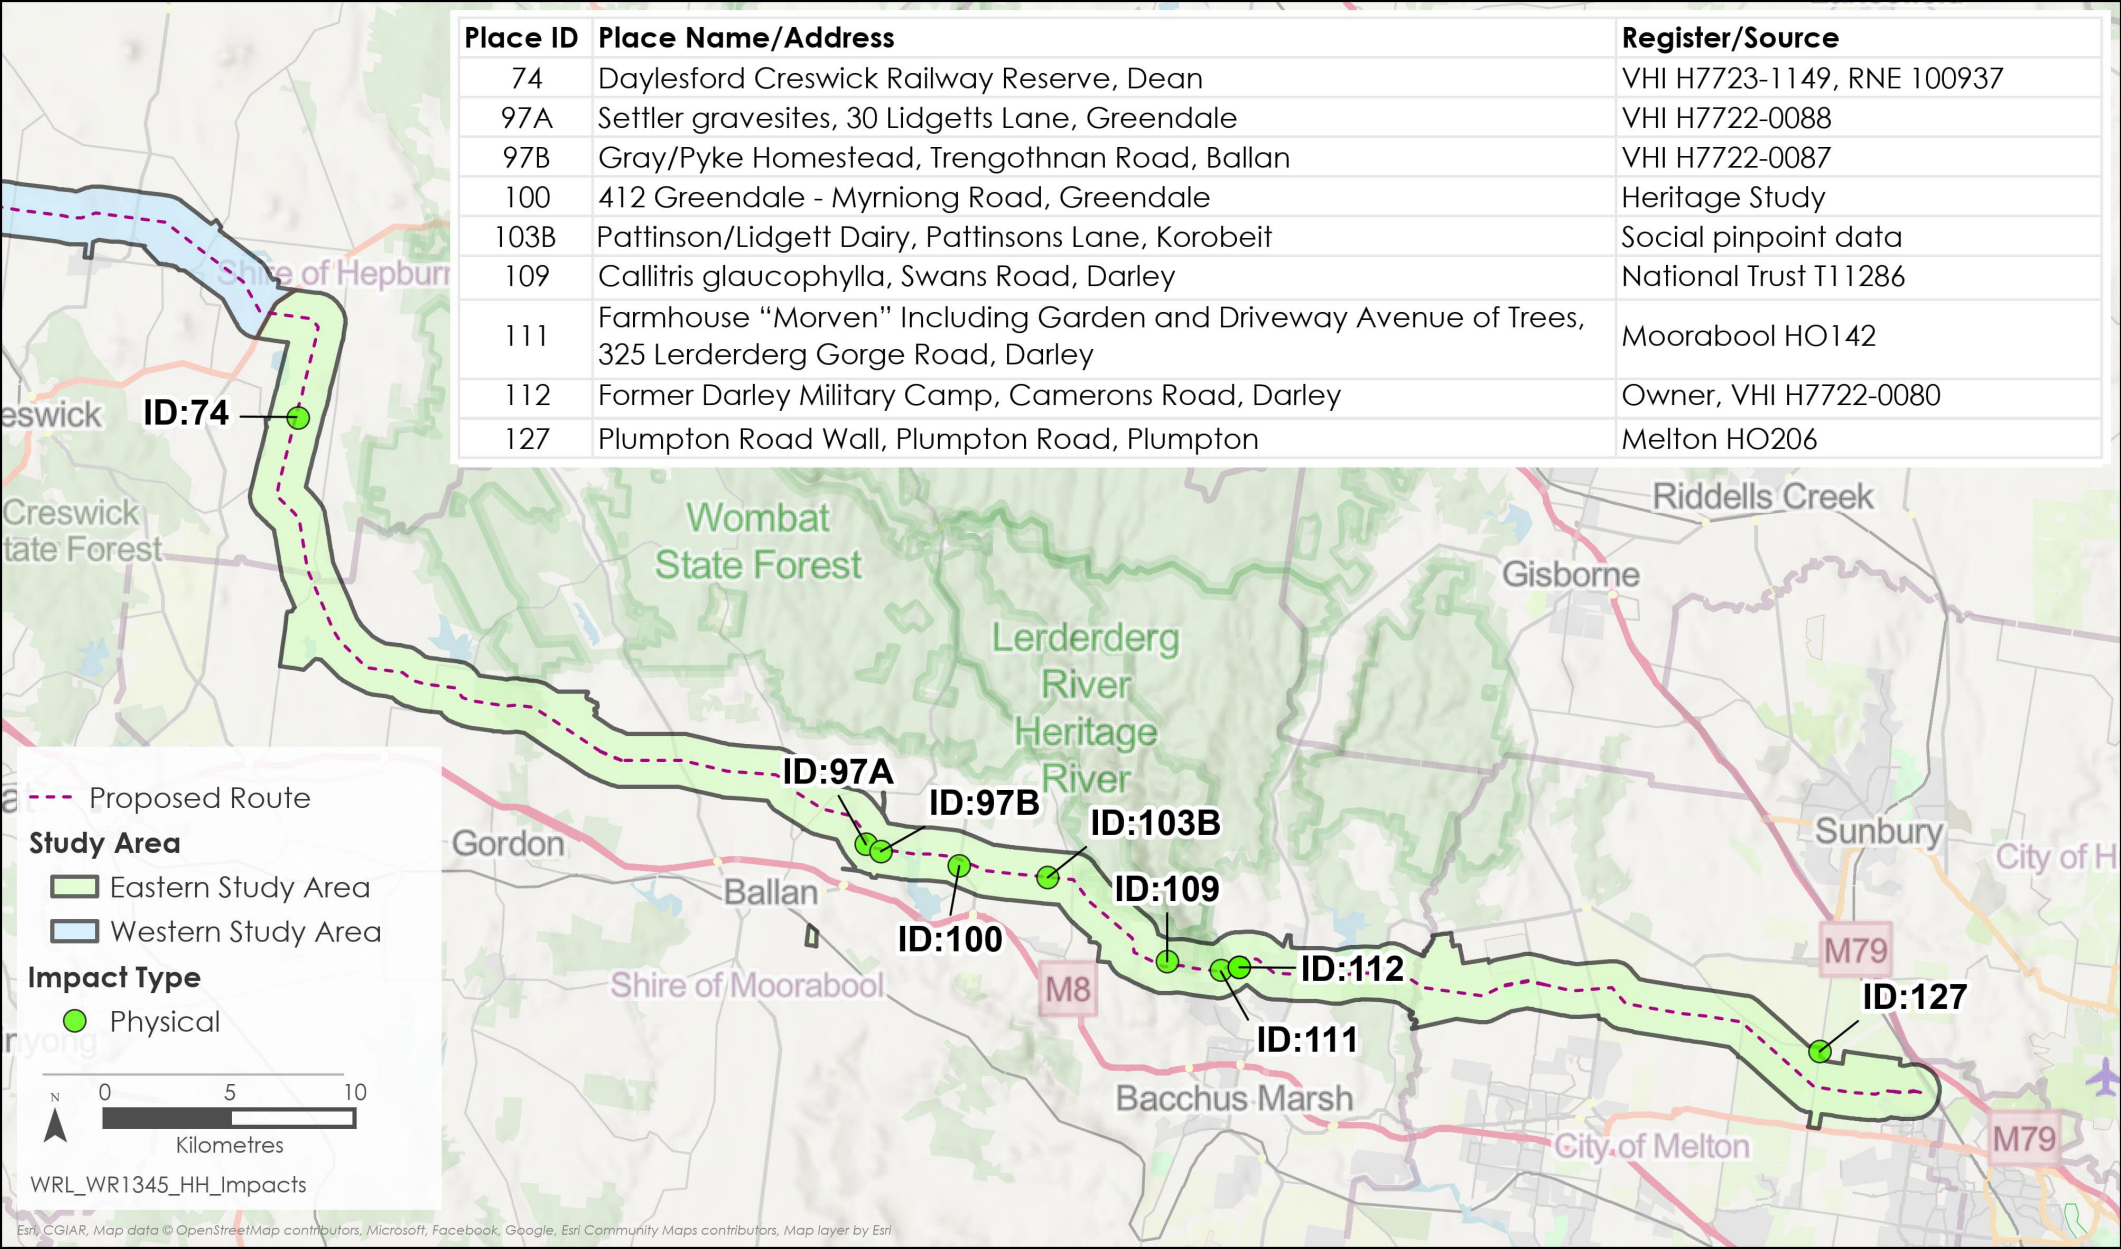 Place ID Place Name/Address Register/Source
74 Daylesford Creswick Railway Reserve, Dean VHI H7723-1149, RNE 100937
97A Settler gravesites, 30 Lidgetts Lane, Greendale VHI H7722-0088
97B Gray/Pyke Homestead, Trengothnan Road, Ballan VHI H7722-0087
100 412 Greendale - Myrniong Road, Greendale Heritage Study
103B Pattinson/Lidgett Dairy, Pattinsons Lane, Korobeit Social pinpoint data
109 Callitris glaucophylla, Swans Road, Darley National Trust T11286
111 Farmhouse “Morven” Including Garden and Driveway Avenue of Trees, Moorabool HO142
325 Lerderderg Gorge Road, Darley
112 Former Darley Military Camp, Camerons Road, Darley Owner, VHI H7722-0080
127 Plumpton Road Wall, Plumpton Road, Plumpton Melton HO206
Shire of Hepburn
eswick
ID:74
Creswick
tate Forest
Wombat
State Forest
Riddells Creek
Gisborne
Lerderderg
River
Heritage
River
ID:97A
ID:97B
ID:103B
Sunbury
City of H
Gordon
Ballan
ID:109
ID:100
M79
ID:112
Shire of Moorabool
M8
ID:127
ID:111
Bacchus Marsh
City of Melton
M79
Proposed Route
Study Area
Eastern Study Area
Western Study Area
Impact Type
Physical
nyong
N
0 5 10
Kilometres
WRL_WR1345_HH_Impacts
Esri, CGIAR, Map data © OpenStreetMap contributors, Microsoft, Facebook, Google, Esri Community Maps contributors, Map layer by Esri